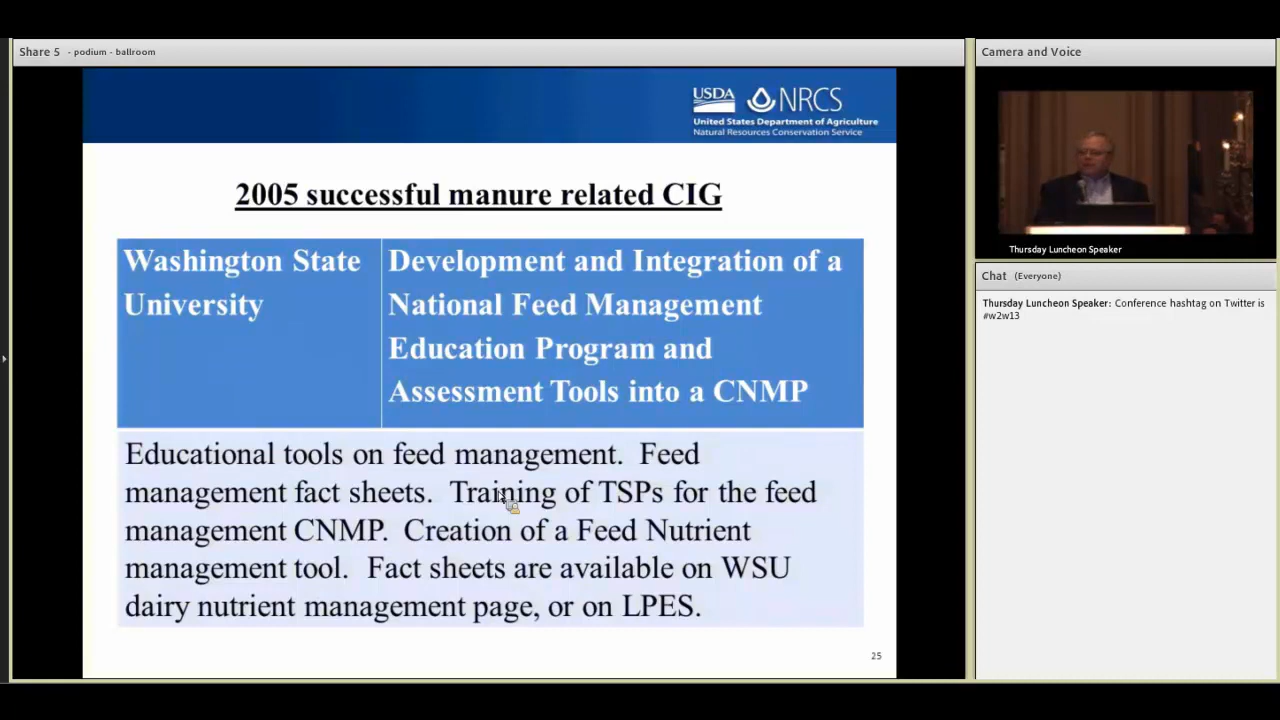 Share 5 - podium - ballroom
USDA NRCS
United States Department of Agriculture
Natural Resources Conservation Service
2005 successful manure related CIG
Washington State
University
Development and Integration of a
National Feed Management
Education Program and
Assessment Tools into a CNMP
Educational tools on feed management. Feed
management fact sheets. Training of TSPs for the feed
management CNMP. Creation of a Feed Nutrient
management tool. Fact sheets are available on WSU
dairy nutrient management page, or on LPES.
25
Camera and Voice
Thursday Luncheon Speaker
Chat (Everyone)
Thursday Luncheon Speaker: Conference hashtag on Twitter is
#w2w13